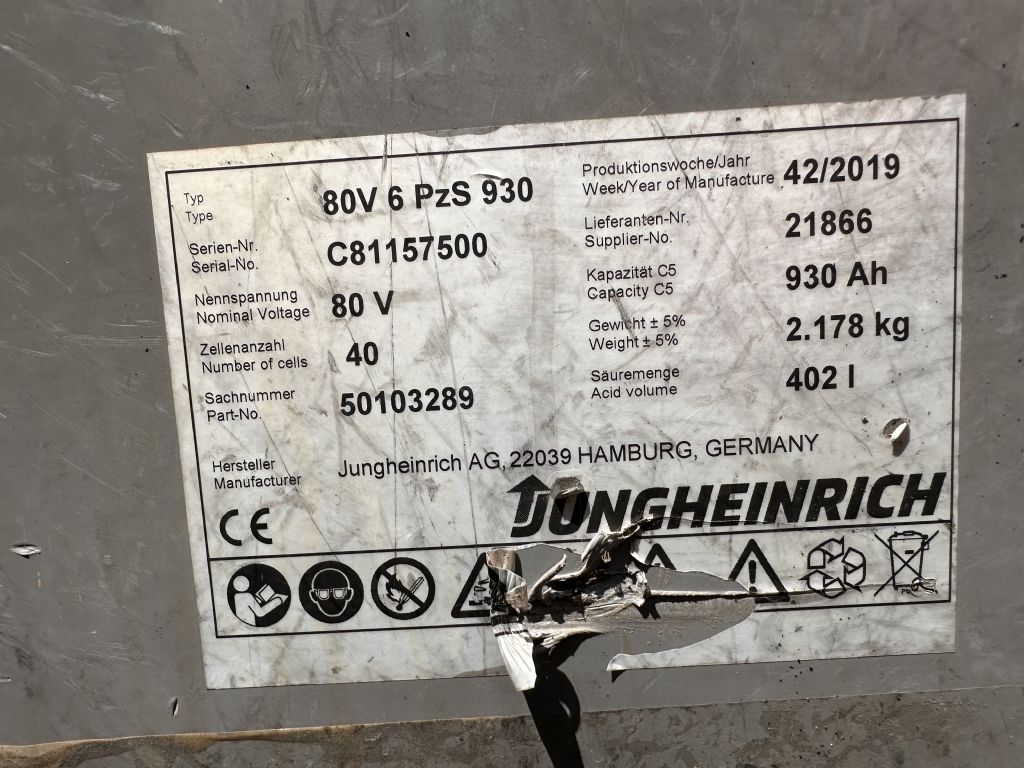 Typ
Type
80V 6 PzS 930
Produktionswoche/Jahr
Week/Year of Manufacture
42/2019
Serien-Nr.
Serial-No.
C81157500
Lieferanten-Nr.
Supplier-No.
21866
Nennspannung
Nominal Voltage
80 V
Kapazität C5
Capacity C5
930 Ah
Zellenanzahl
Number of cells
40
Gewicht ± 5%
Weight ± 5%
2.178 kg
Sachnummer
Part-No.
50103289
Säuremenge
Acid volume
402 l
Hersteller
Manufacturer
Jungheinrich AG, 22039 HAMBURG, GERMANY
JUNGHEINRICH
CE